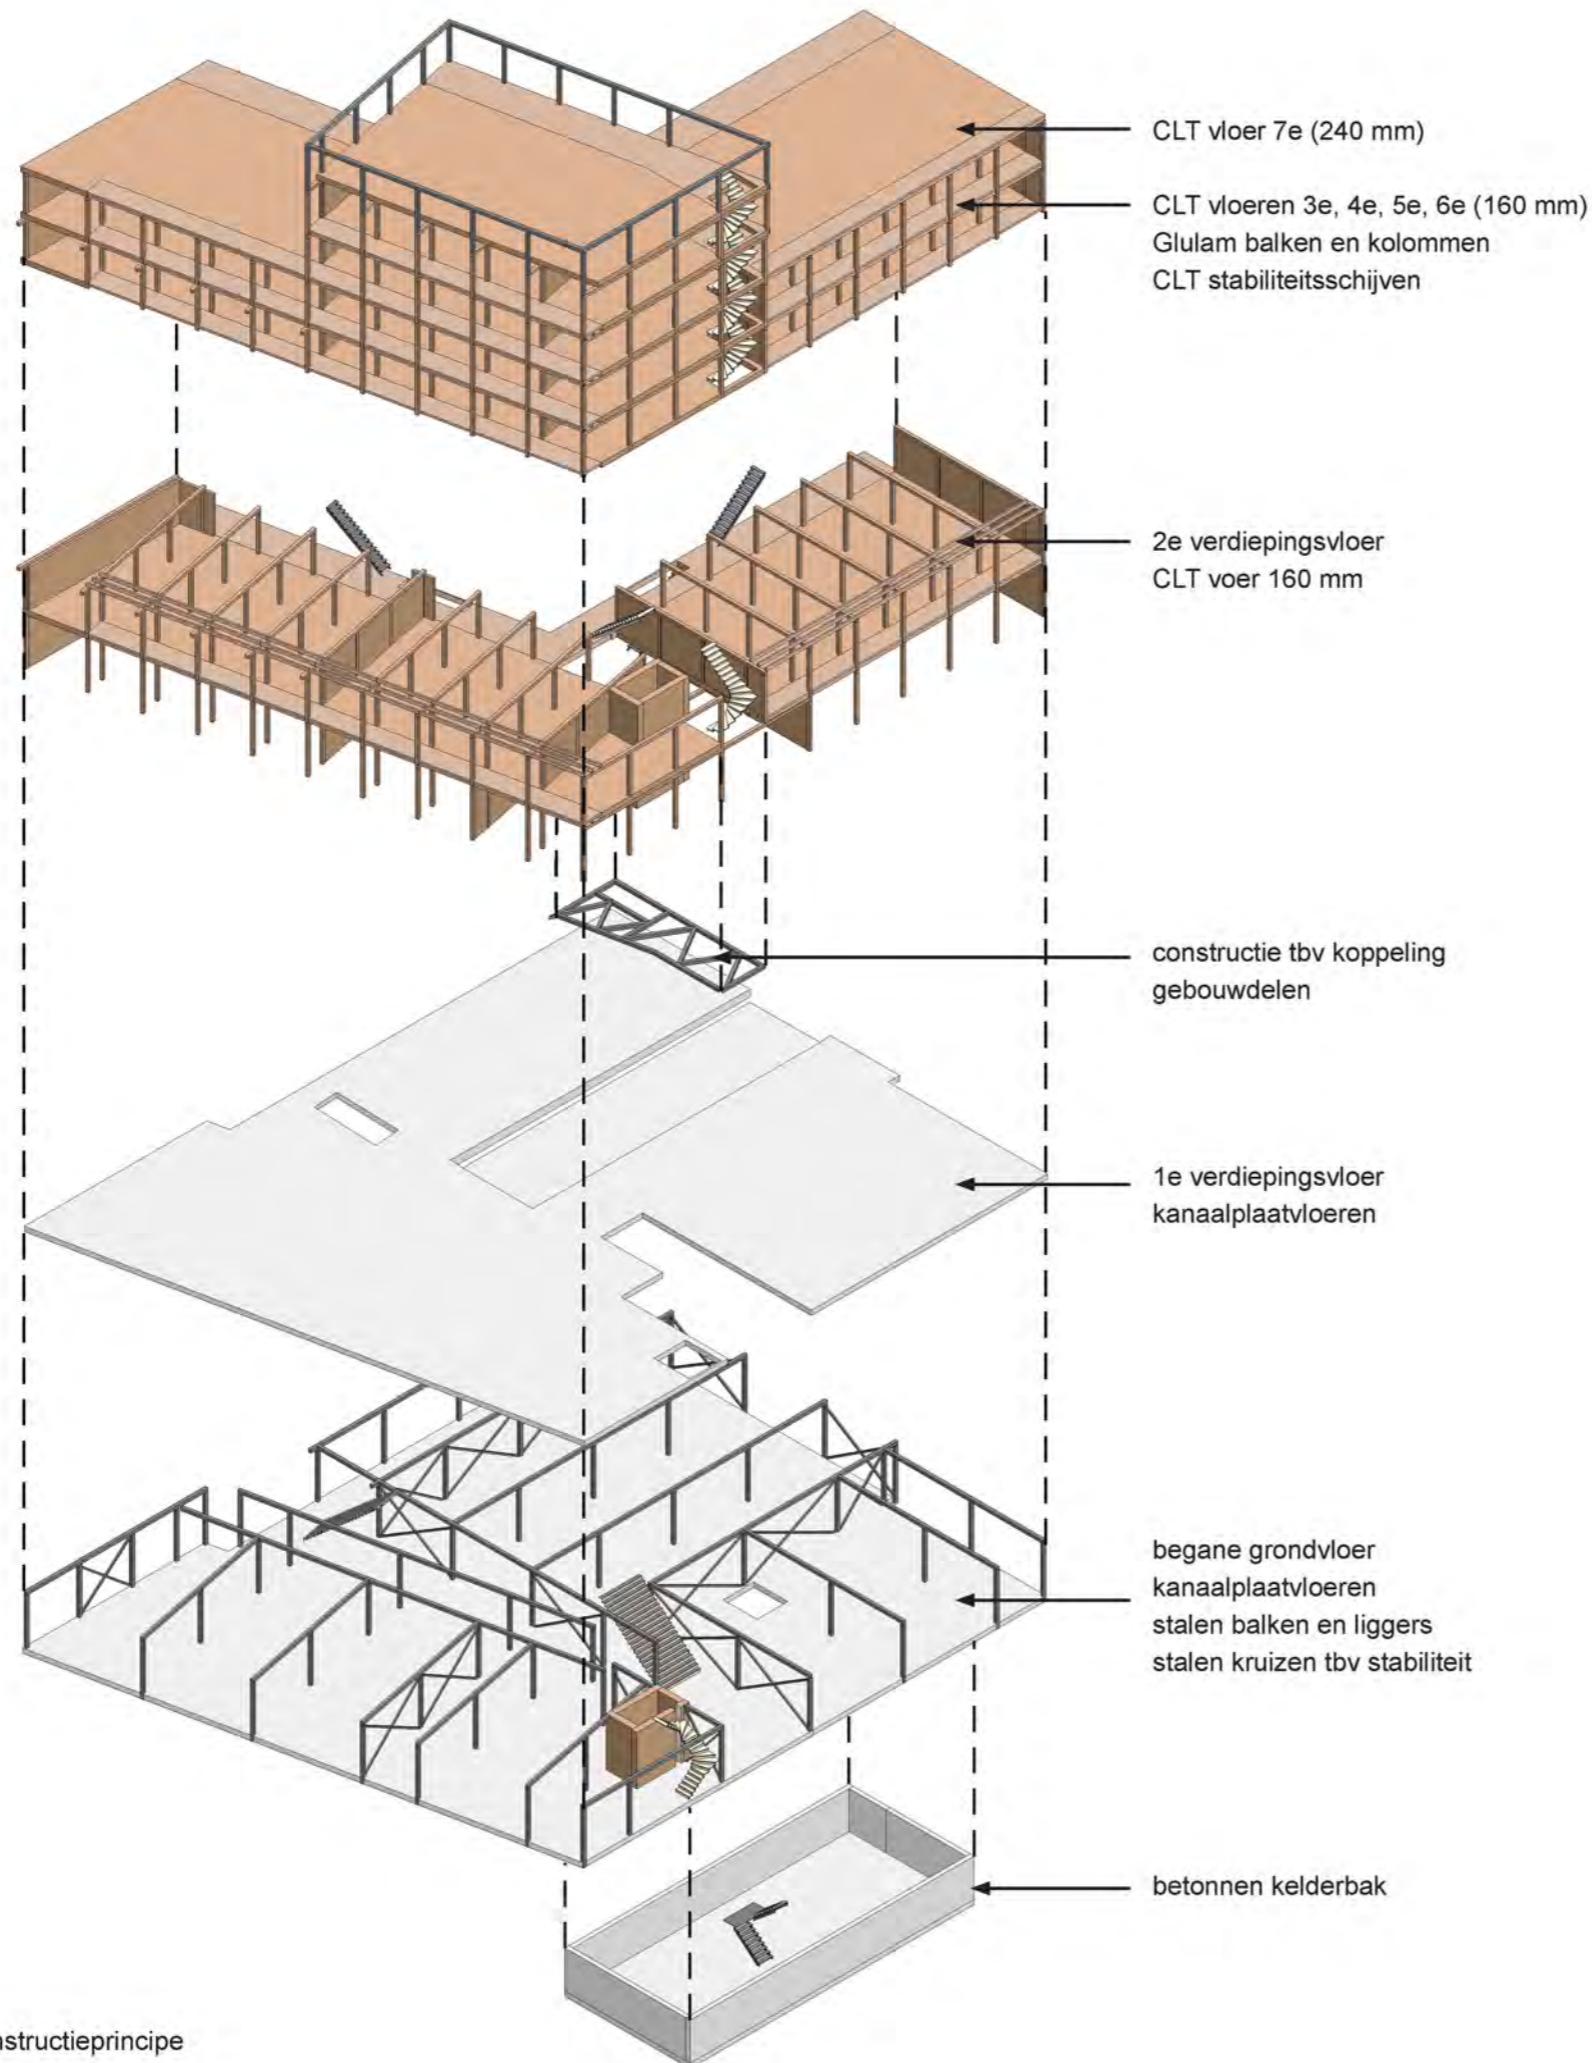 CLT vloer 7e (240 mm)
CLT vloeren 3e, 4e, 5e, 6e (160 mm)
Glulam balken en kolommen
CLT stabiliteitsschijven
2e verdiepingsvloer
CLT voer 160 mm
constructie tbv koppeling
gebouwdelen
1e verdiepingsvloer
kanaalplaatvloeren
begane grondvloer
kanaalplaatvloeren
stalen balken en liggers
stalen kruizen tbv stabiliteit
betonnen kelderbak
nstructieprincipe